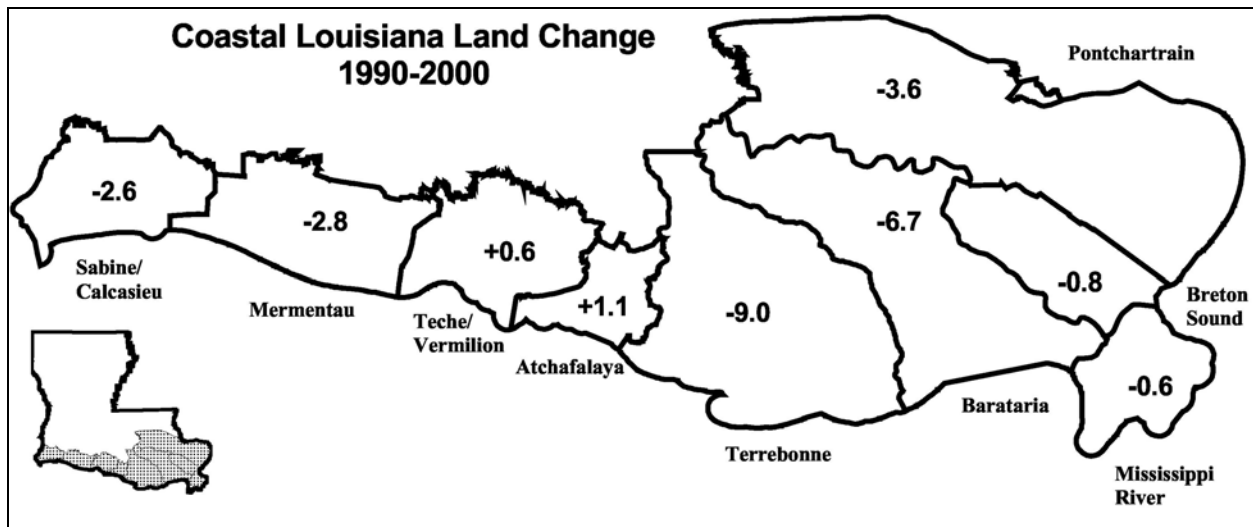 Coastal Louisiana Land Change
1990-2000
Pontchartrain
-3.6
-2.6
-2.8
+0.6
+1.1
-9.0
-6.7
-0.8
-0.6
Sabine/
Calcasieu
Mermentau
Teche/
Vermilion
Atchafalaya
Terrebonne
Barataria
Breton
Sound
Mississippi
River